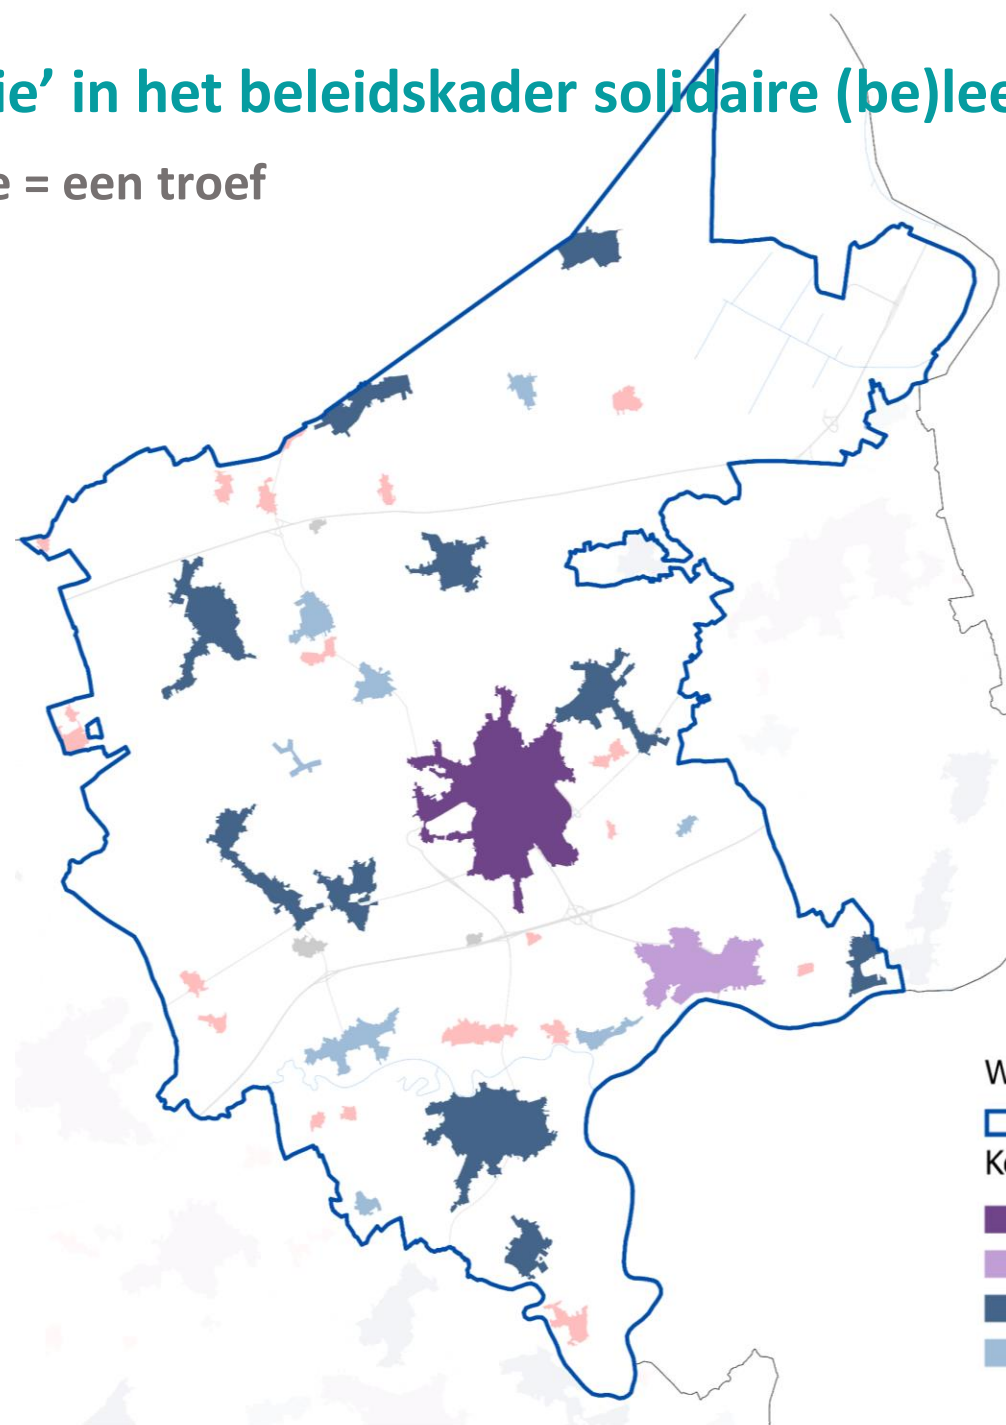 ie’ in het beleidskader solidaire (be)lee
e = een troef
W